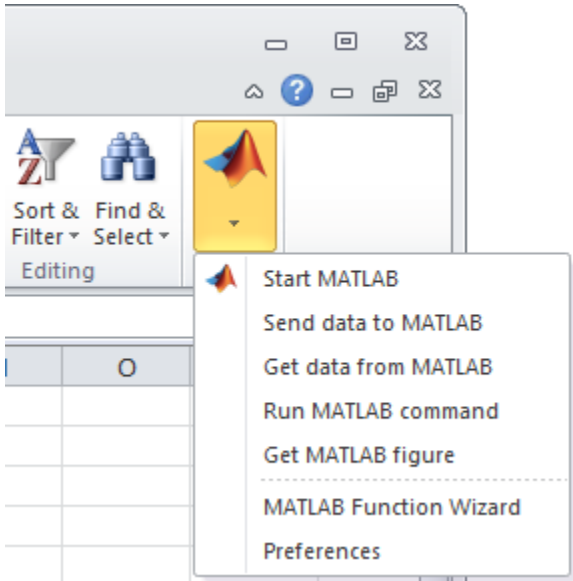 Sort & Find &
Filter Select
Editing
Start MATLAB
Send data to MATLAB
O
Get data from MATLAB
Run MATLAB command
Get MATLAB figure
MATLAB Function Wizard
Preferences